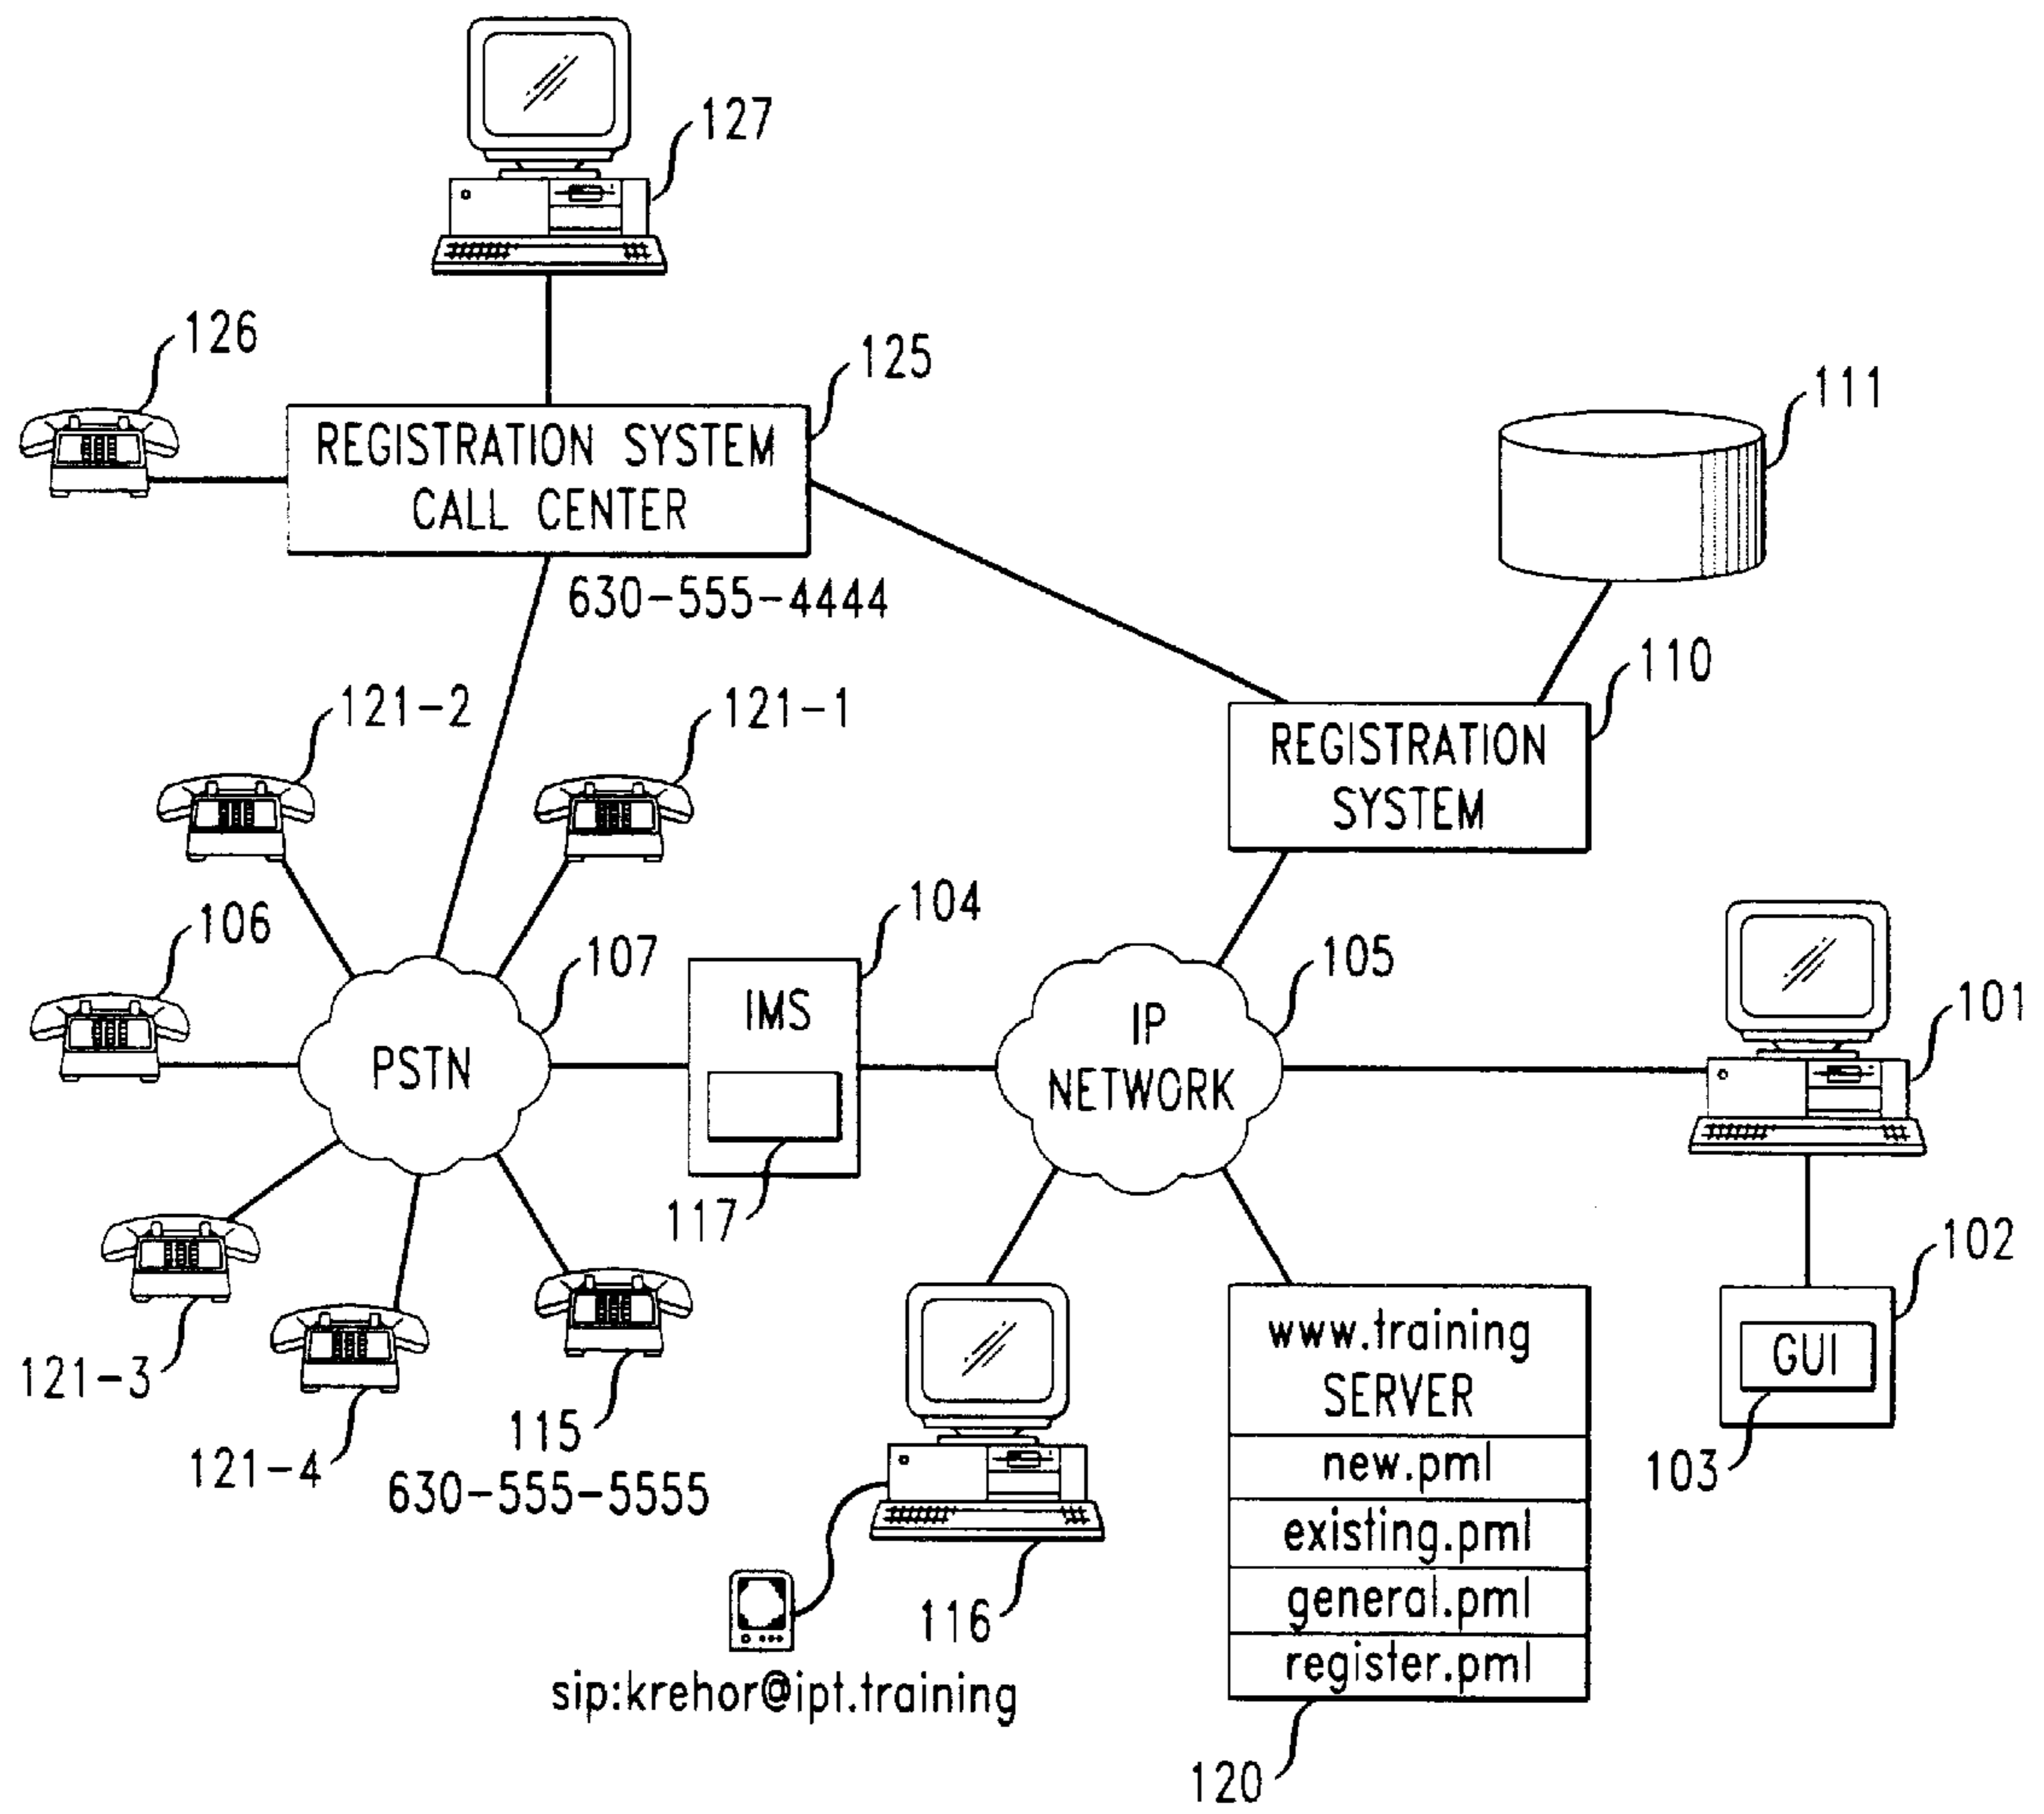 127
126
125
111
REGISTRATION SYSTEM
CALL CENTER
630-555-4444
110
121-2
121-1
REGISTRATION
SYSTEM
104
106
107
105
IMS
IP
NETWORK
101
PSTN
117
102
www.training
SERVER
GUI
121-3
115
121-4
103
new.pml
630-555-5555
existing.pml
general.pml
116
register.pml
sip:krehor@ipt.training
120